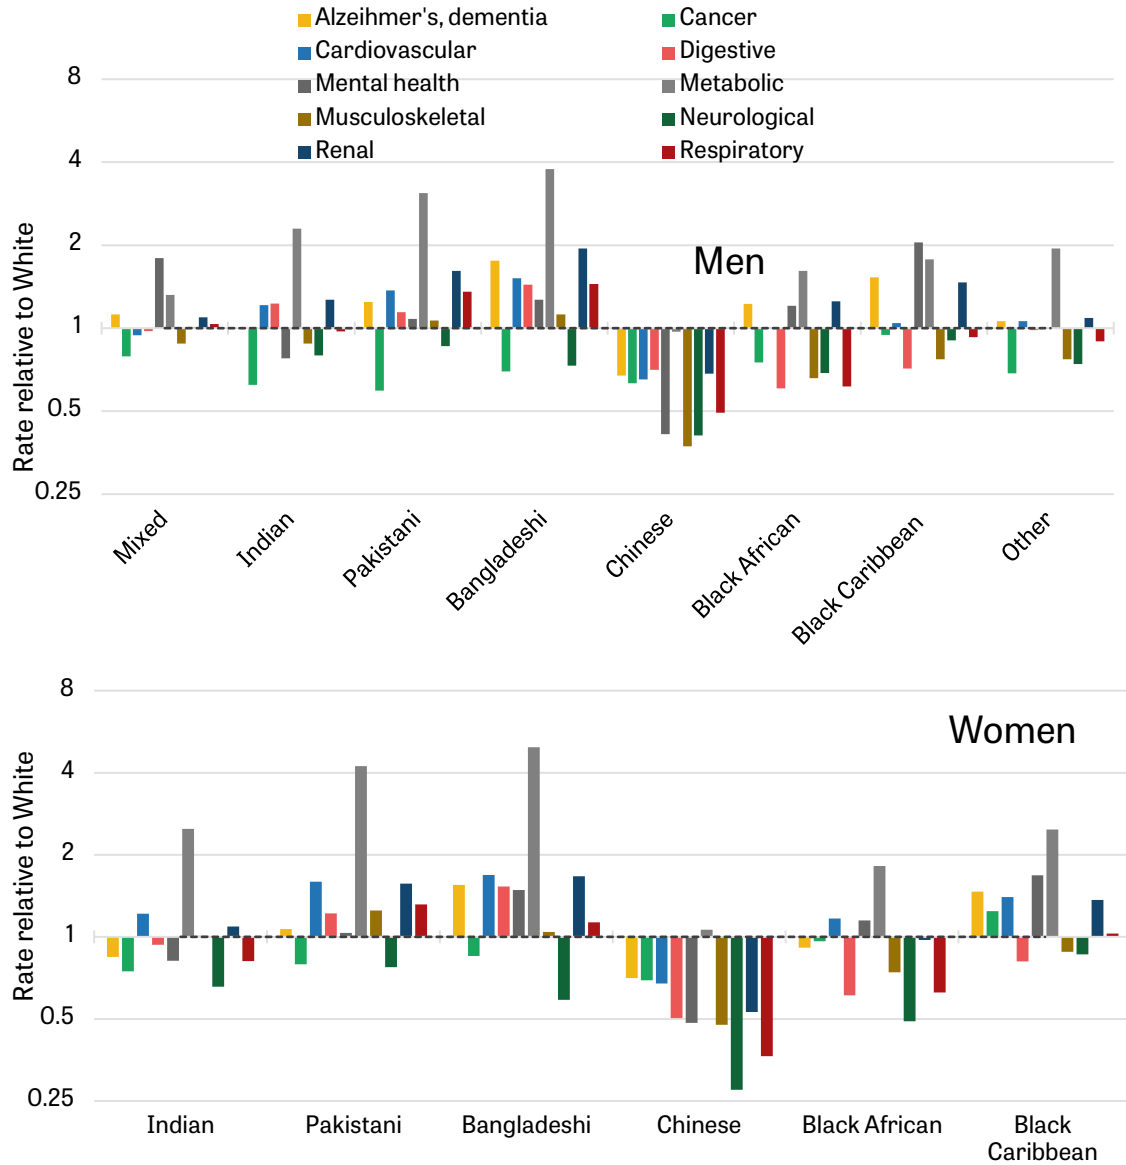 Alzeihmer's, dementia
Cancer
Cardiovascular
Digestive
Mental health
Metabolic
Musculoskeletal
Neurological
Renal
Respiratory
Men
Rate relative to White
8
4
2
1
0.5
0.25
Mixed
Indian
Pakistani
Bangladeshi
Chinese
Black African
Black Caribbean
Other
Women
Rate relative to White
8
4
2
1
0.5
0.25
Indian
Pakistani
Bangladeshi
Chinese
Black African
Black
Caribbean